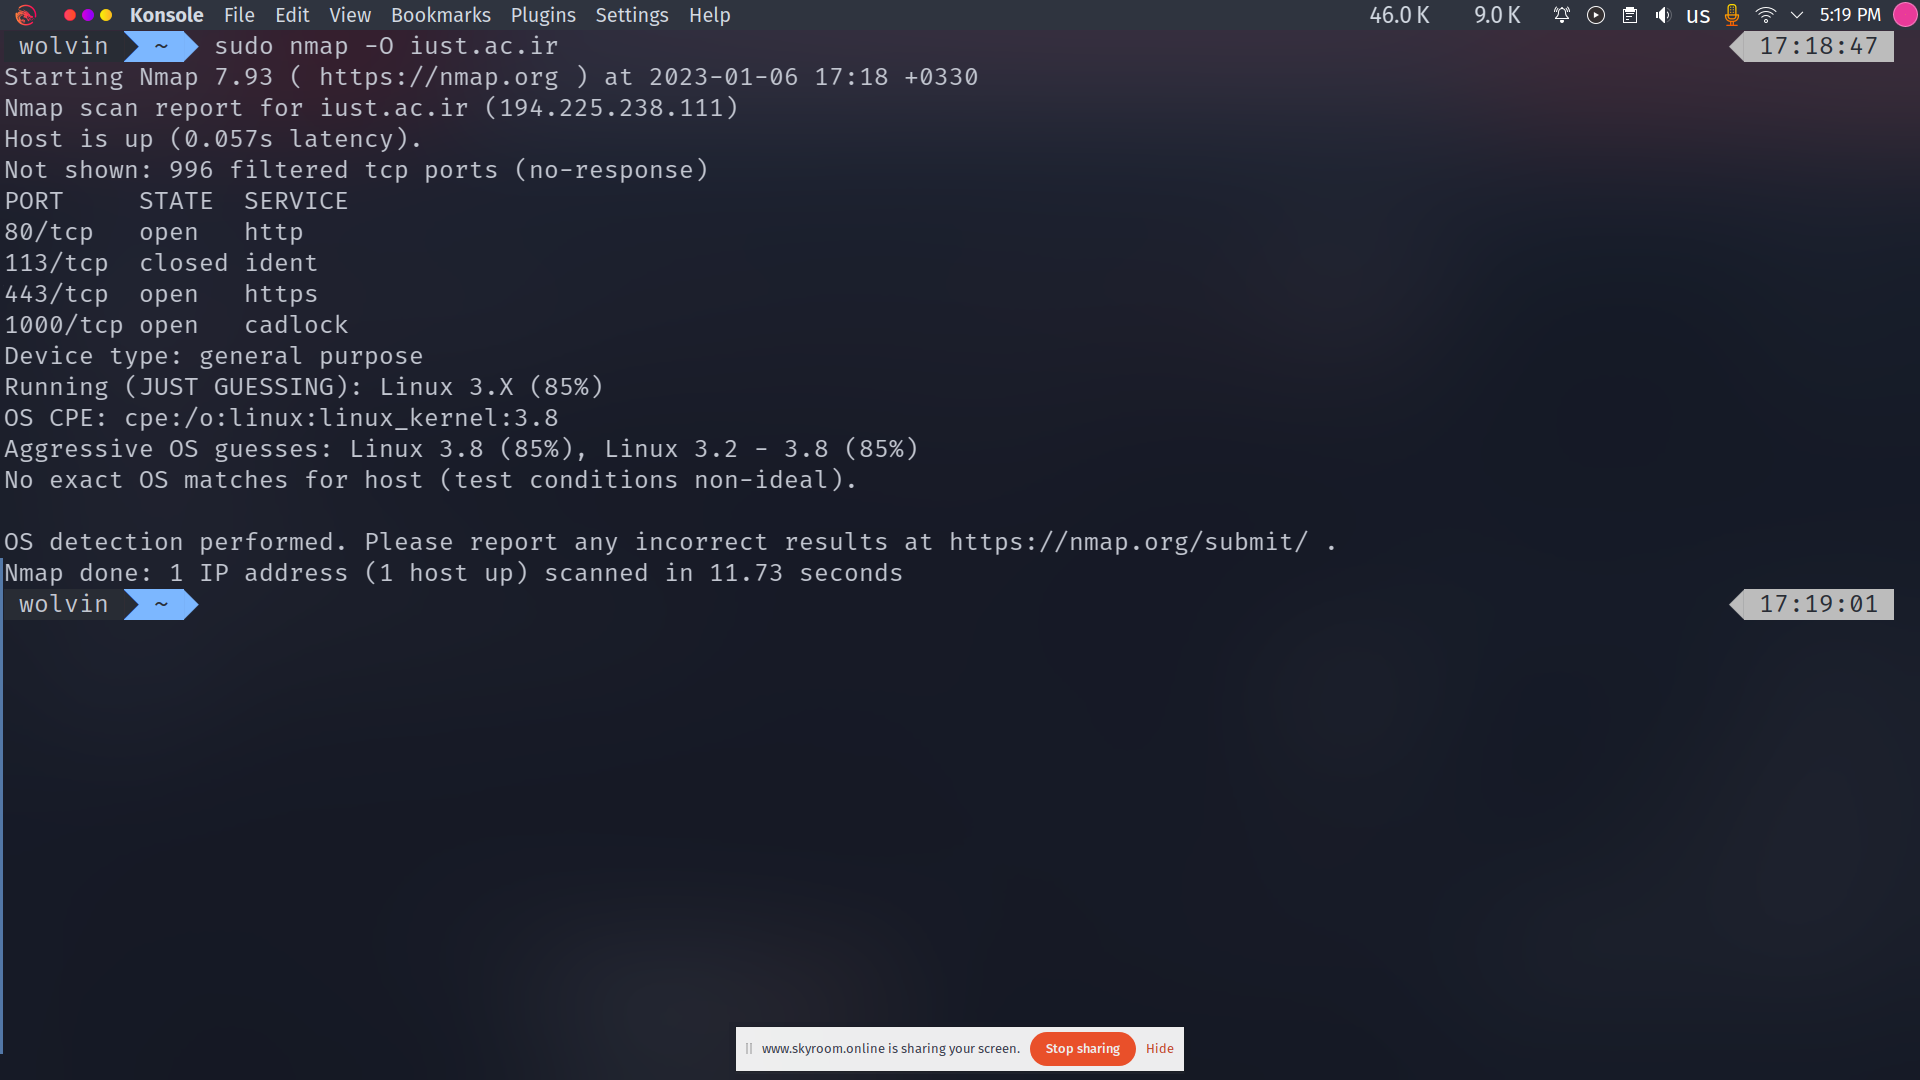 Konsole File Edit View Bookmarks Plugins Settings Help 46.0 K 9.0 K us 5:19 PM
wolvin ~ sudo nmap -O iust.ac.ir 17:18:47
Starting Nmap 7.93 ( https://nmap.org ) at 2023-01-06 17:18 +0330
Nmap scan report for iust.ac.ir (194.225.238.111)
Host is up (0.057s latency).
Not shown: 996 filtered tcp ports (no-response)
PORT     STATE  SERVICE
80/tcp   open   http
113/tcp  closed ident
443/tcp  open   https
1000/tcp open   cadlock
Device type: general purpose
Running (JUST GUESSING): Linux 3.X (85%)
OS CPE: cpe:/o:linux:linux_kernel:3.8
Aggressive OS guesses: Linux 3.8 (85%), Linux 3.2 - 3.8 (85%)
No exact OS matches for host (test conditions non-ideal).
OS detection performed. Please report any incorrect results at https://nmap.org/submit/ .
Nmap done: 1 IP address (1 host up) scanned in 11.73 seconds
wolvin ~ 17:19:01
www.skyroom.online is sharing your screen. Stop sharing Hide